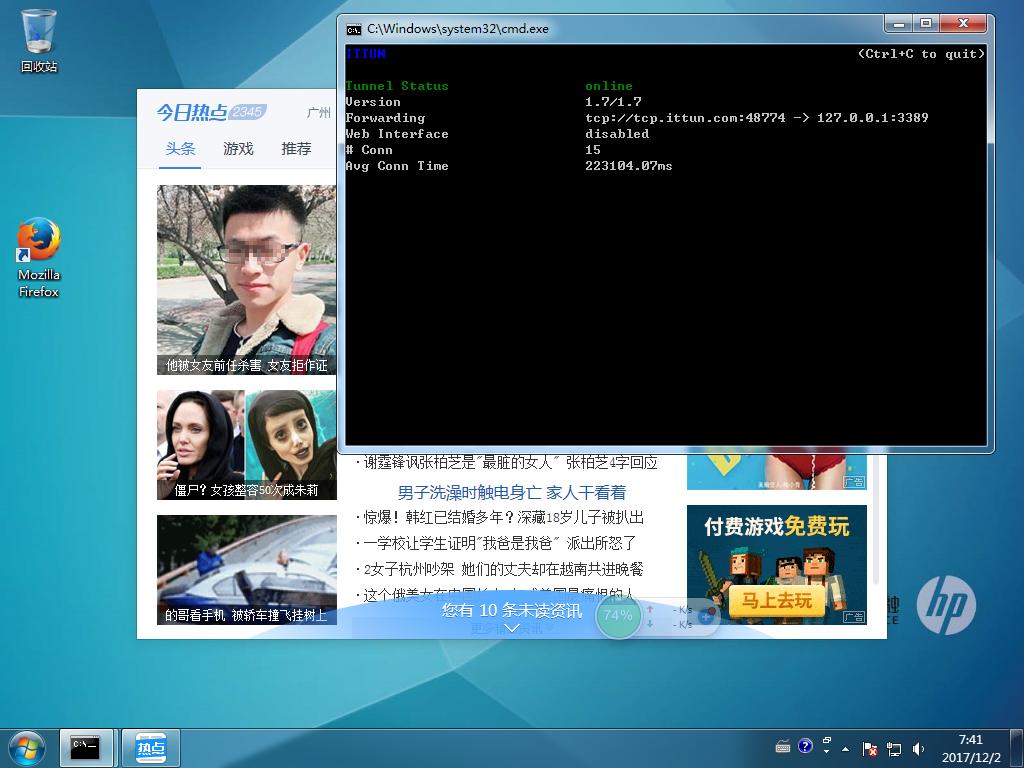 回收站
Mozilla
Firefox
C:\Windows\system32\cmd.exe
ITTUN
(Ctrl+C to quit)
Tunnel Status online
Version 1.7/1.7
Forwarding tcp://tcp.ittun.com:48774 -> 127.0.0.1:3389
Web Interface disabled
# Conn 15
Avg Conn Time 223104.07ms
今日热点 2345 广州
头条 游戏 推荐
他被女友前任杀害 女友拒作证
僵尸？女孩整容50次成朱莉
的哥看手机 被轿车撞飞挂树上
·谢霆锋讽张柏芝是"最脏的女人" 张柏芝4字回应
男子洗澡时触电身亡 家人干看着
·惊爆！韩红已结婚多年？深藏18岁儿子被扒出
·一学校让学生证明"我爸是我爸" 派出所怒了
·2女子杭州吵架 她们的丈夫却在越南共进晚餐
·这个俄美女在中国
您有 10 条未读资讯
74%
- K/s
- K/s
广告
付费游戏免费玩
马上去玩
广告
hp
C:\
热点
7:41
2017/12/2